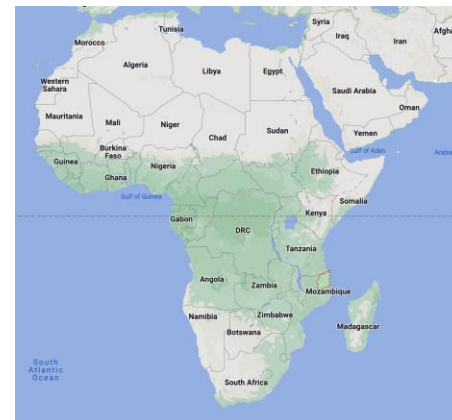 Syria
Afgha
Tunisia
Morocco
Iraq
Iran
Algeria
Libya
Egypt
Western
Sahara
Saudi Arabia
Oman
Mauritania
Mali
Niger
Chad
Sudan
Yemen
Burkina
Faso
Gulf of Aden
Arabia
Guinea
Nigeria
Ghana
Ethiopia
Somalia
Gulf of Guinea
Gabon
DRC
Kenya
Tanzania
Angola
Zambia
Mozambique
Zimbabwe
Namibia
Botswana
Madagascar
South
Atlantic
Ocean
South Africa